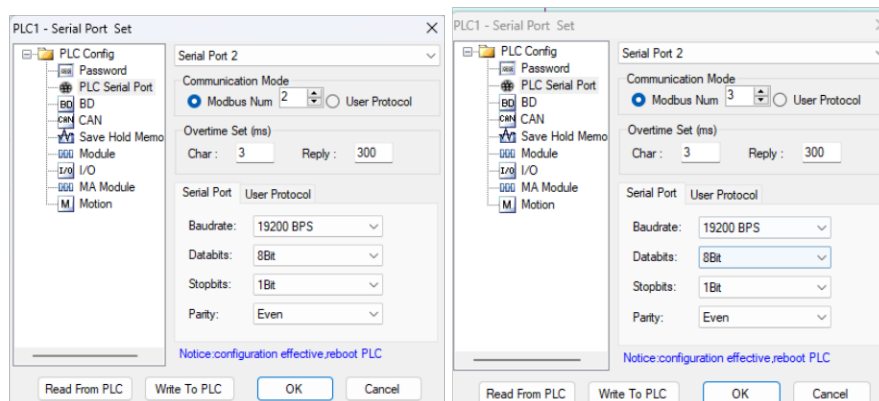 PLC1 - Serial Port Set
PLC Config
Password
PLC Serial Port
BD BD
CAN CAN
Save Hold Memo
Module
I/O I/O
MA Module
M Motion
Serial Port 2
Communication Mode
Modbus Num 2 User Protocol
Overtime Set (ms)
Char : 3 Reply : 300
Serial Port User Protocol
Baudrate: 19200 BPS
Databits: 8Bit
Stopbits: 1Bit
Parity: Even
Notice:configuration effective,reboot PLC
Read From PLC Write To PLC OK Cancel
PLC1 - Serial Port Set
PLC Config
Password
PLC Serial Port
BD BD
CAN CAN
Save Hold Memo
Module
I/O I/O
MA Module
M Motion
Serial Port 2
Communication Mode
Modbus Num 3 User Protocol
Overtime Set (ms)
Char : 3 Reply : 300
Serial Port User Protocol
Baudrate: 19200 BPS
Databits: 8Bit
Stopbits: 1Bit
Parity: Even
Notice:configuration effective,reboot PLC
Read From PLC Write To PLC OK Cancel